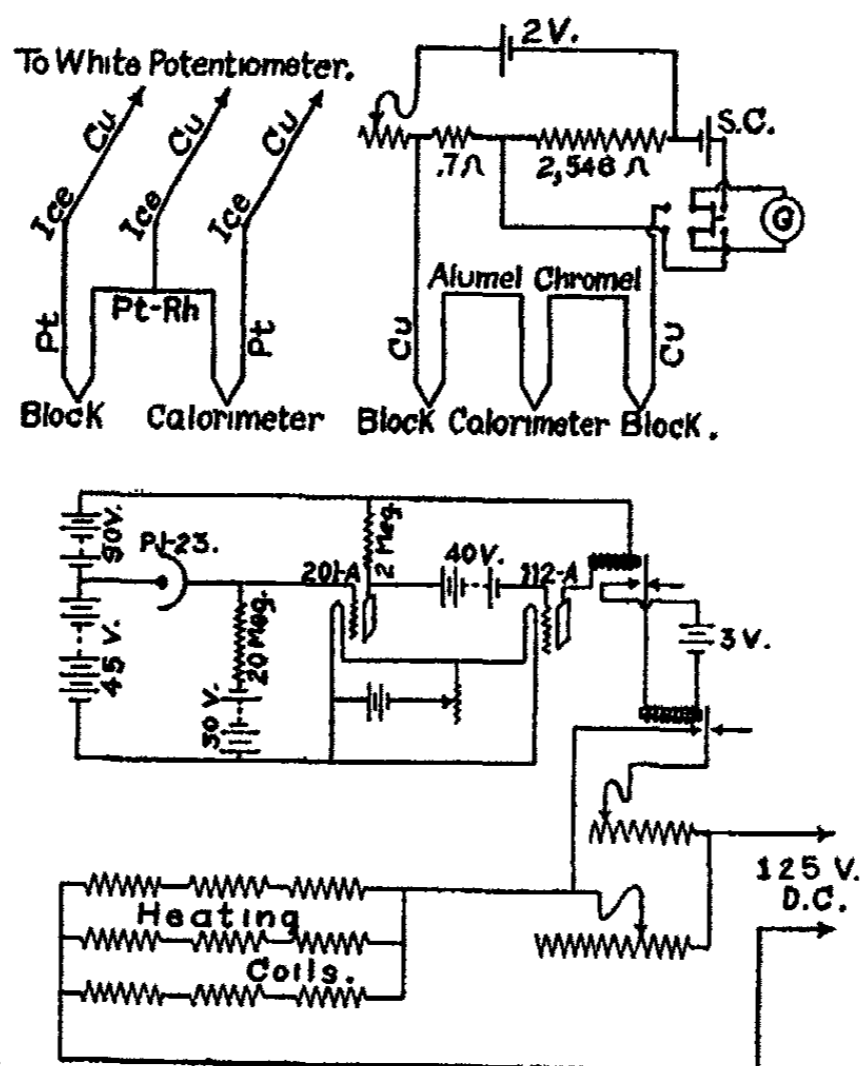 To White Potentiometer.
Cu Cu Cu
Ice Ice Ice
Pt Pt-Rh Pt
Block Calorimeter
2V.
S.C.
.7Ω 2,546 Ω
G
Alumel Chromel
Cu Cu
Block Calorimeter Block.
90V.
45 V.
PJ-23.
20 Meg.
30 V.
201-A
2 Meg.
40V.
112-A
3 V.
125 V.
D.C.
Heating
Coils.